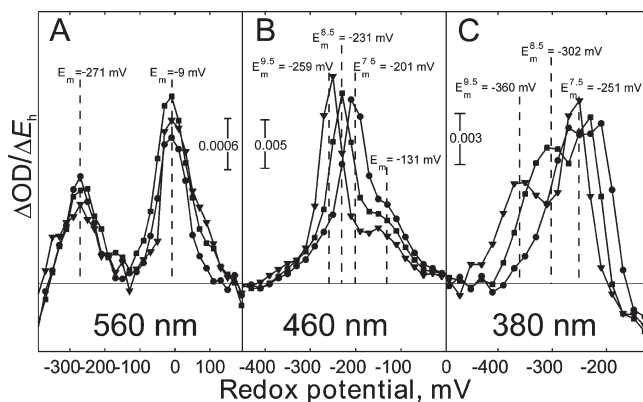 A B C
E_m=-271 mV
E_m=-9 mV
E_m^8.5= -231 mV
E_m^9.5= -259 mV
E_m^7.5= -201 mV
E_m= -131 mV
E_m^8.5= -302 mV
E_m^9.5= -360 mV
E_m^7.5= -251 mV
0.0006
0.005
0.003
ΔOD/ΔE_h
560 nm 460 nm 380 nm
-300 -200 -100 0 100 -400 -300 -200 -100 0 -400 -200
Redox potential, mV